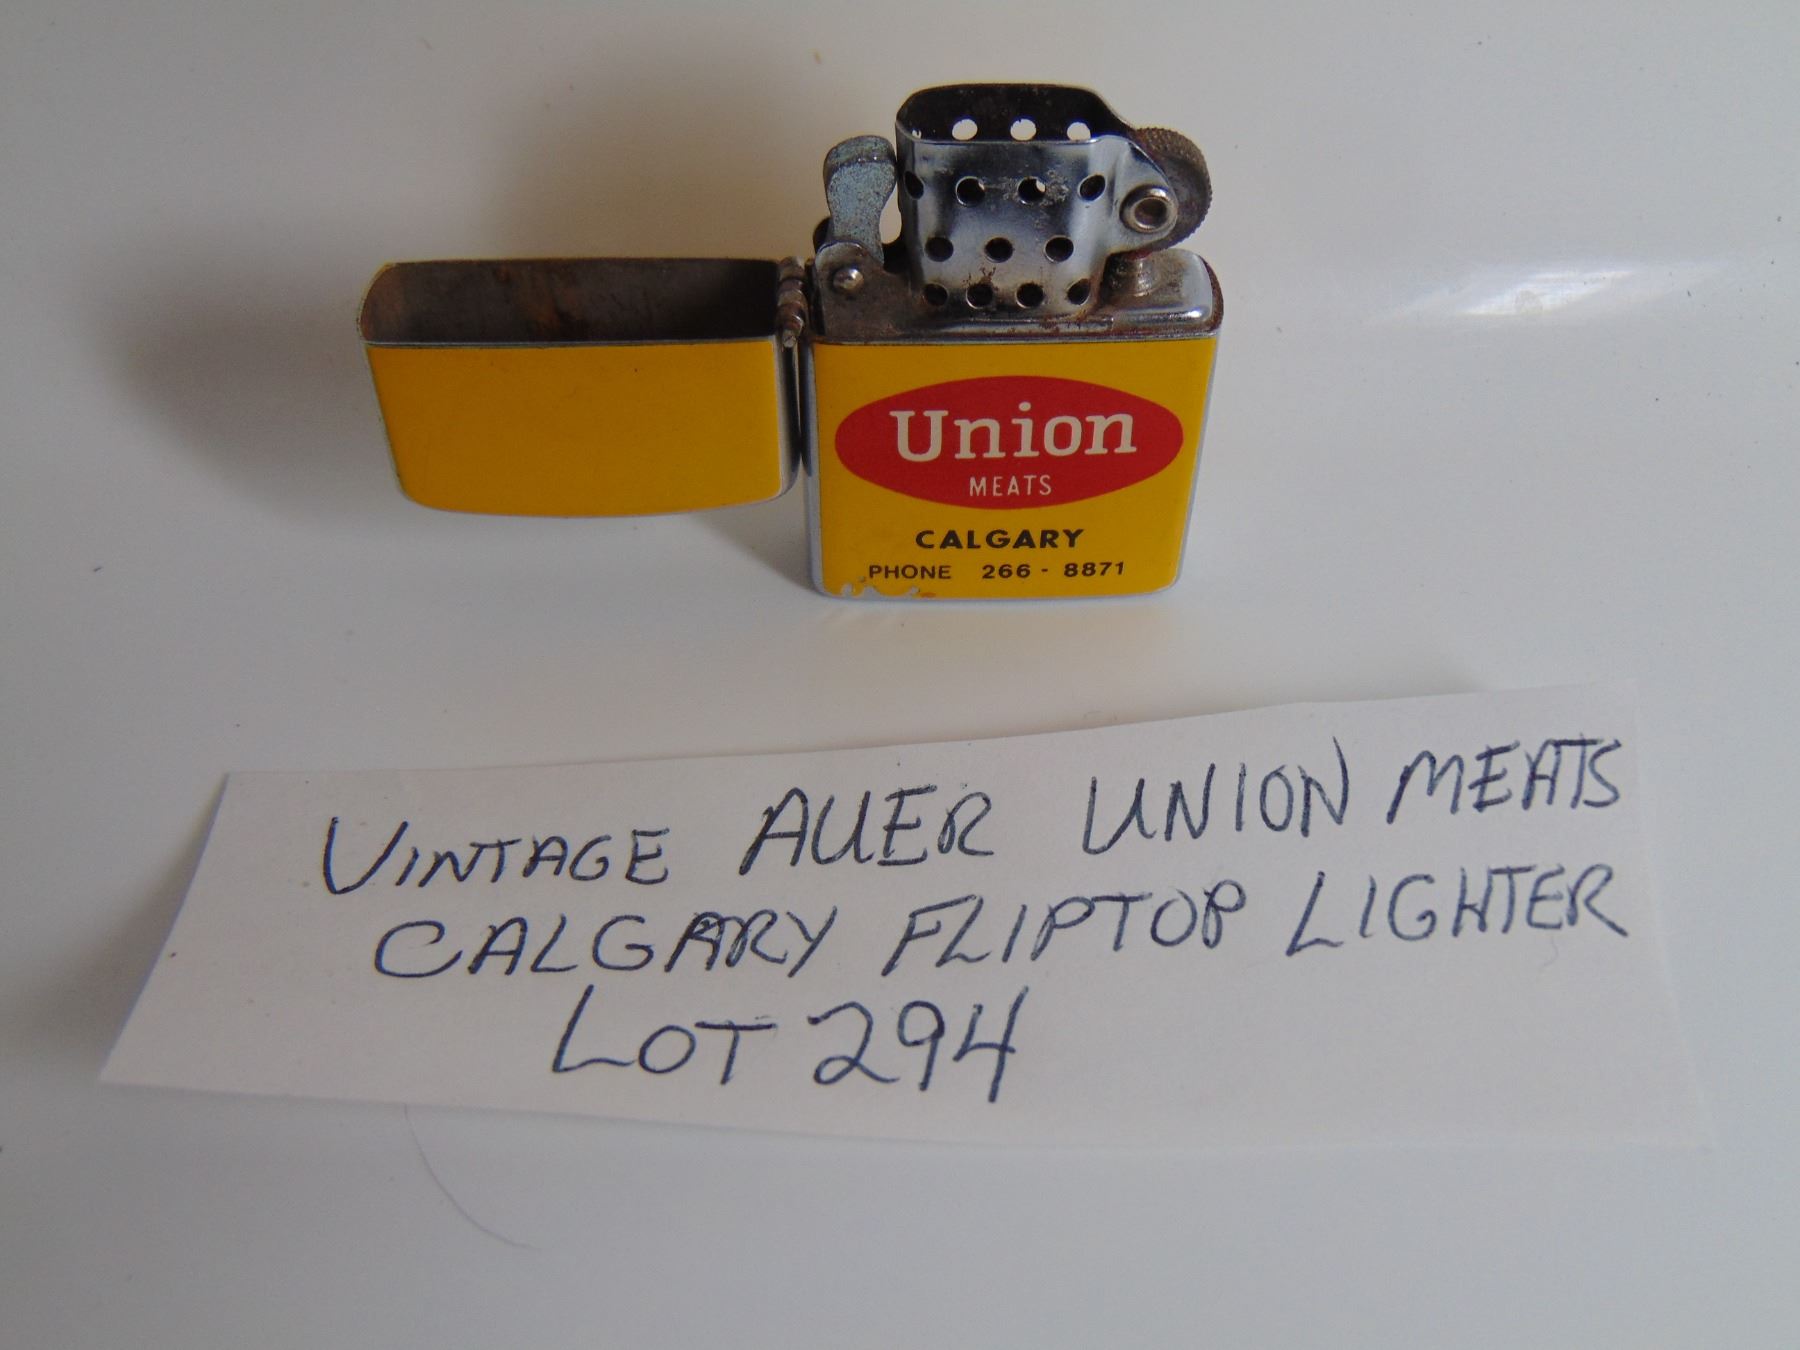 Union
MEATS
CALGARY
PHONE 266 - 8871
VINTAGE AUER UNION MEATS
CALGARY FLIPTOP LIGHTER
LOT 294